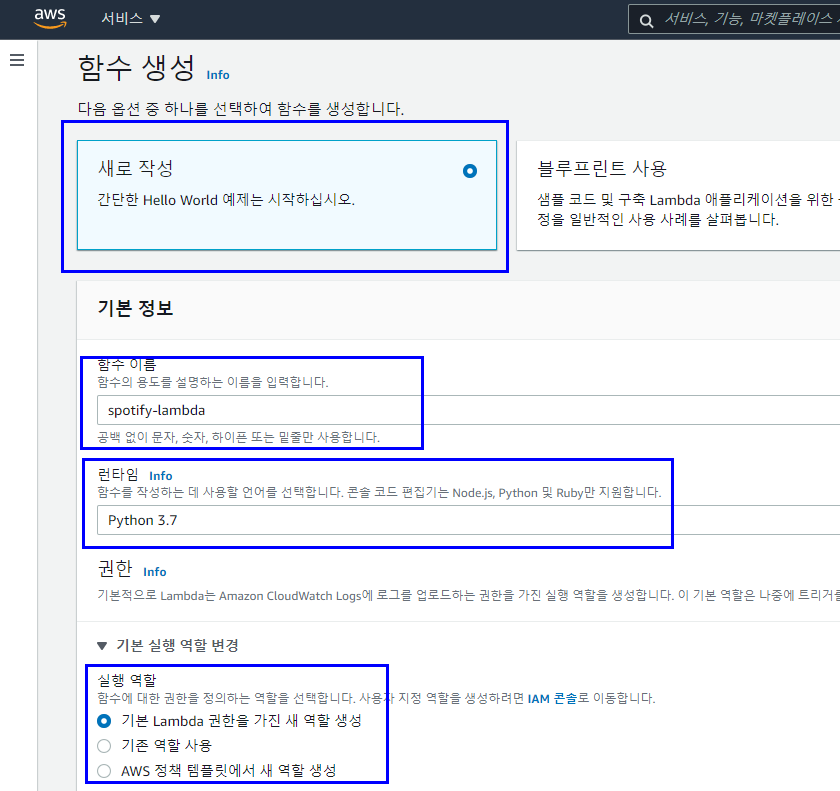 aws 서비스 ▼ 서비스, 기능, 마켓플레이스
함수 생성 Info
다음 옵션 중 하나를 선택하여 함수를 생성합니다.
새로 작성
간단한 Hello World 예제는 시작하십시오.
블루프린트 사용
샘플 코드 및 구축 Lambda 애플리케이션을 위한
정을 일반적인 사용 사례를 살펴봅니다.
기본 정보
함수 이름
함수의 용도를 설명하는 이름을 입력합니다.
spotify-lambda
공백 없이 문자, 숫자, 하이픈 또는 밑줄만 사용합니다.
런타임 Info
함수를 작성하는 데 사용할 언어를 선택합니다. 콘솔 코드 편집기는 Node.js, Python 및 Ruby만 지원합니다.
Python 3.7
권한 Info
기본적으로 Lambda는 Amazon CloudWatch Logs에 로그를 업로드하는 권한을 가진 실행 역할을 생성합니다. 이 기본 역할은 나중에 트리거를
▼ 기본 실행 역할 변경
실행 역할
함수에 대한 권한을 정의하는 역할을 선택합니다. 사용자 지정 역할을 생성하려면 IAM 콘솔로 이동합니다.
기본 Lambda 권한을 가진 새 역할 생성
기존 역할 사용
AWS 정책 템플릿에서 새 역할 생성